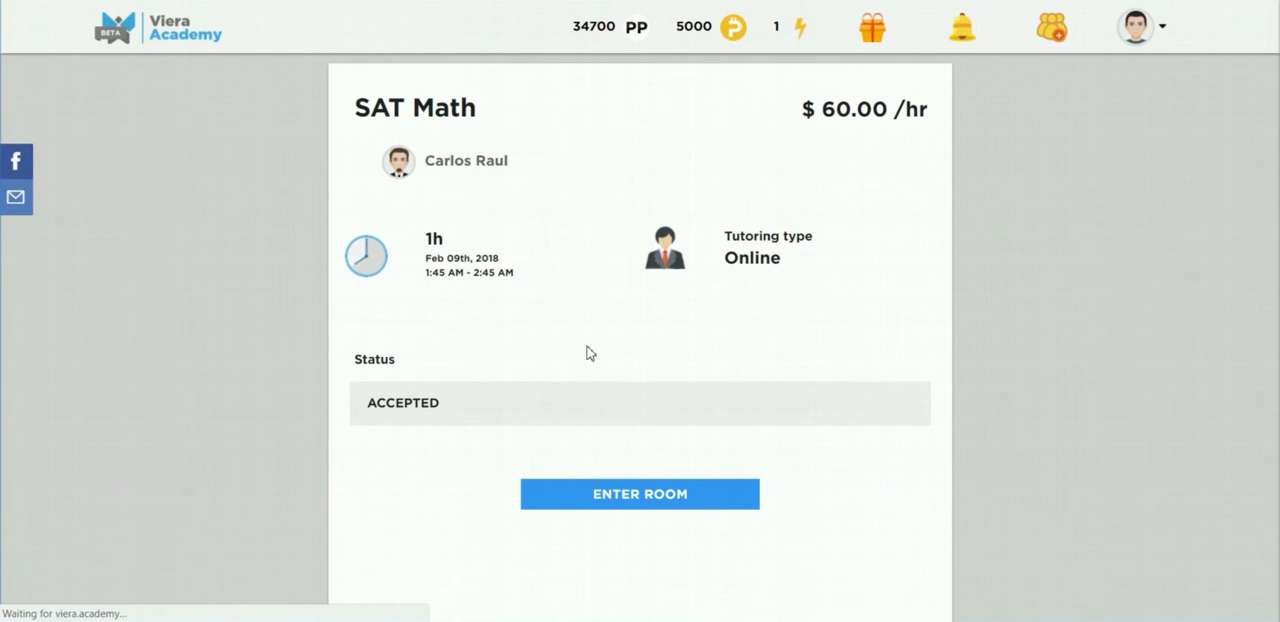 BETA
Viera
Academy
34700 PP 5000 1
SAT Math
$ 60.00 /hr
Carlos Raul
1h
Feb 09th, 2018
1:45 AM - 2:45 AM
Tutoring type
Online
Status
ACCEPTED
ENTER ROOM
Waiting for viera.academy...